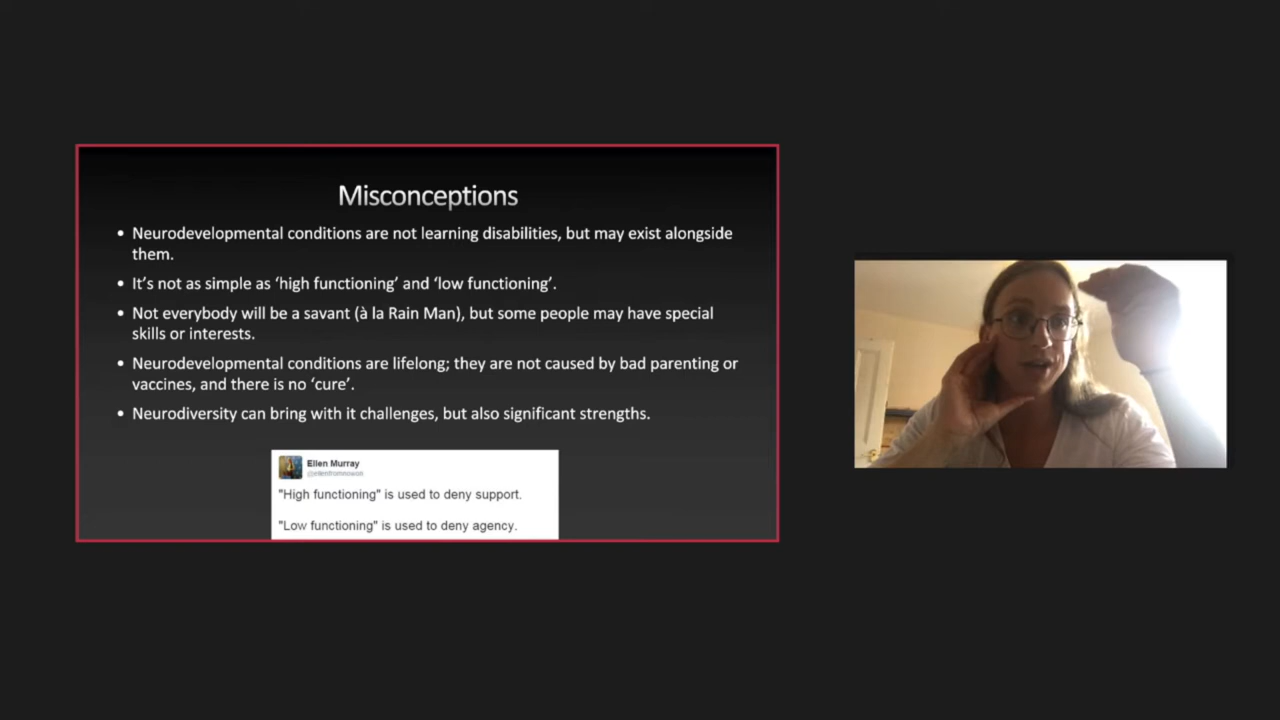 Misconceptions
• Neurodevelopmental conditions are not learning disabilities, but may exist alongside
them.
• It’s not as simple as ‘high functioning’ and ‘low functioning’.
• Not everybody will be a savant (à la Rain Man), but some people may have special
skills or interests.
• Neurodevelopmental conditions are lifelong; they are not caused by bad parenting or
vaccines, and there is no ‘cure’.
• Neurodiversity can bring with it challenges, but also significant strengths.
Ellen Murray
"High functioning" is used to deny support.
"Low functioning" is used to deny agency.